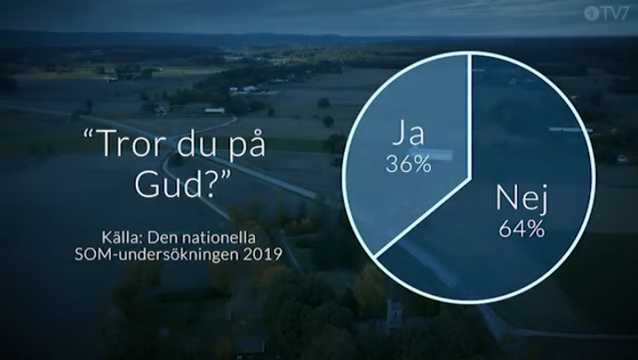 TV7
“Tror du på
Gud?”
Källa: Den nationella
SOM-undersökningen 2019
Ja
36%
Nej
64%